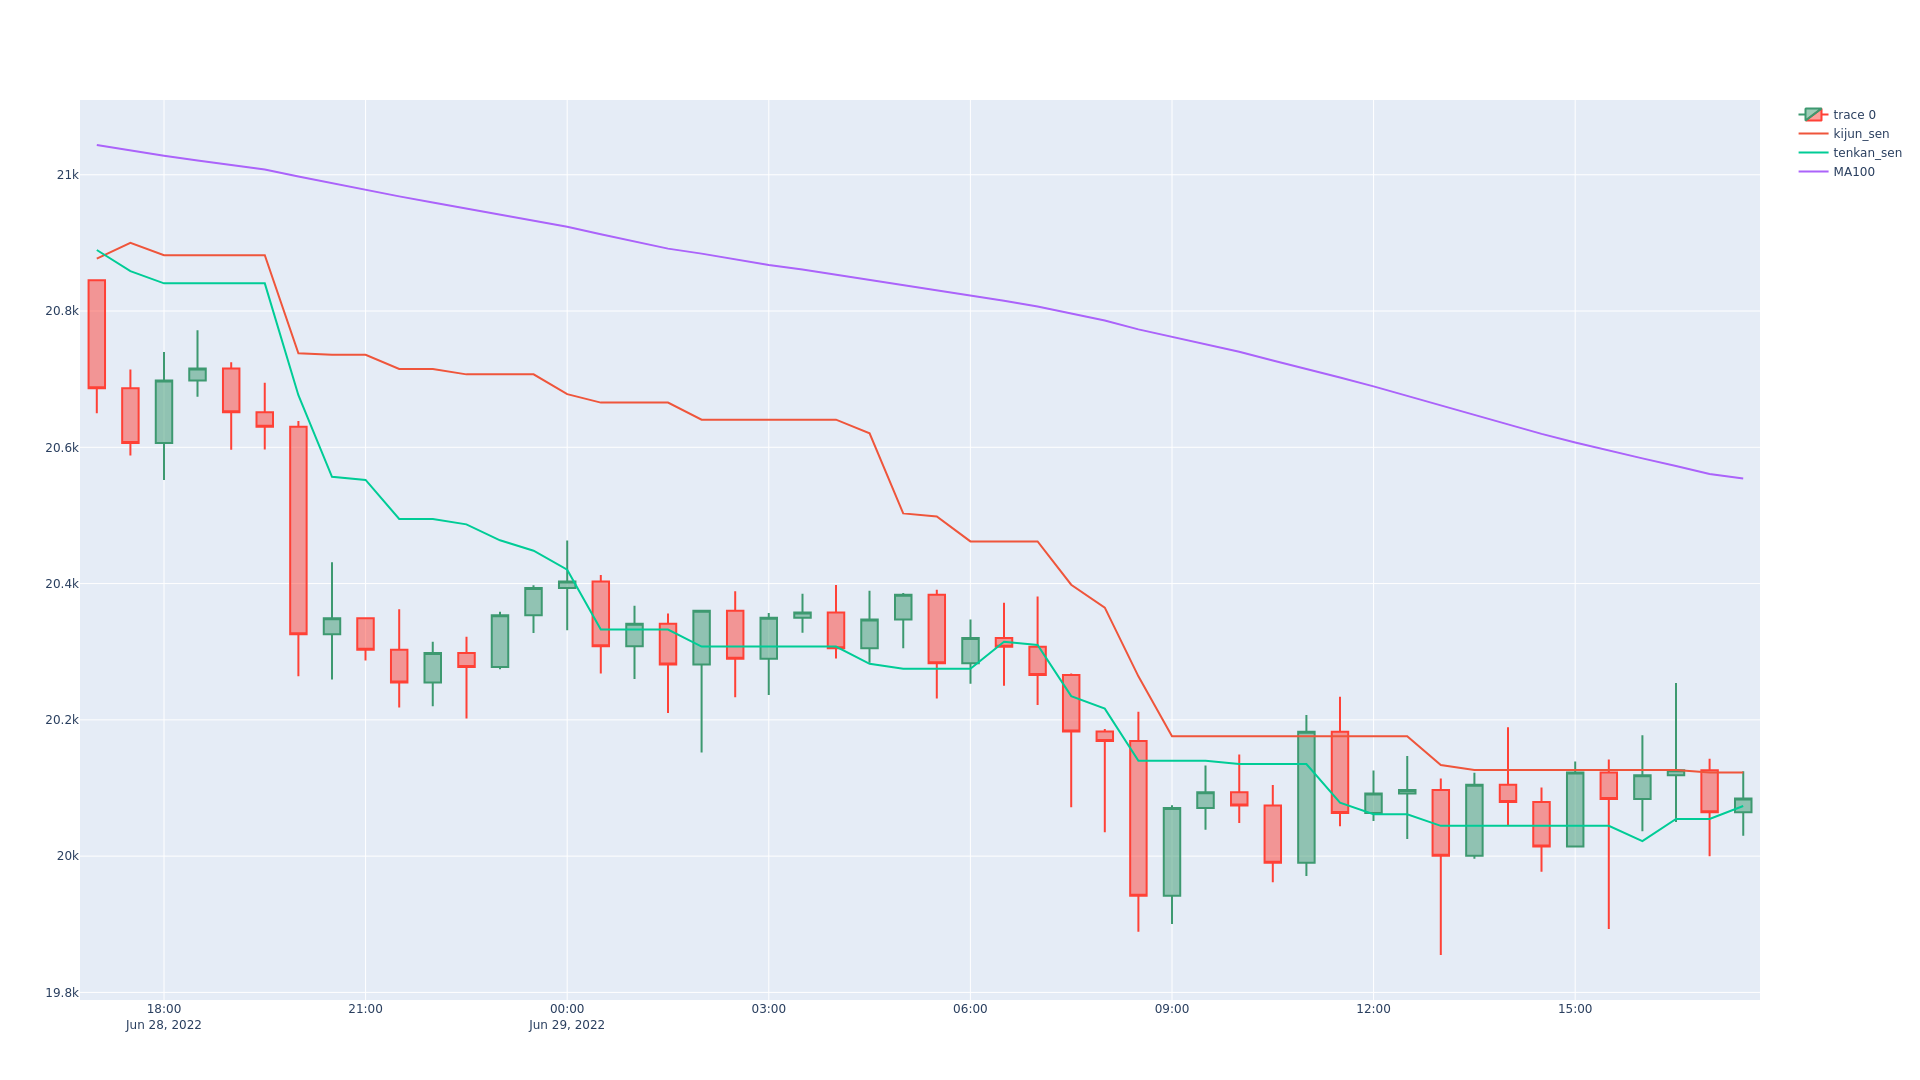 trace 0
kijun_sen
tenkan_sen
MA100
21k
20.8k
20.6k
20.4k
20.2k
20k
19.8k
18:00 21:00 00:00 03:00 06:00 09:00 12:00 15:00
Jun 28, 2022 Jun 29, 2022